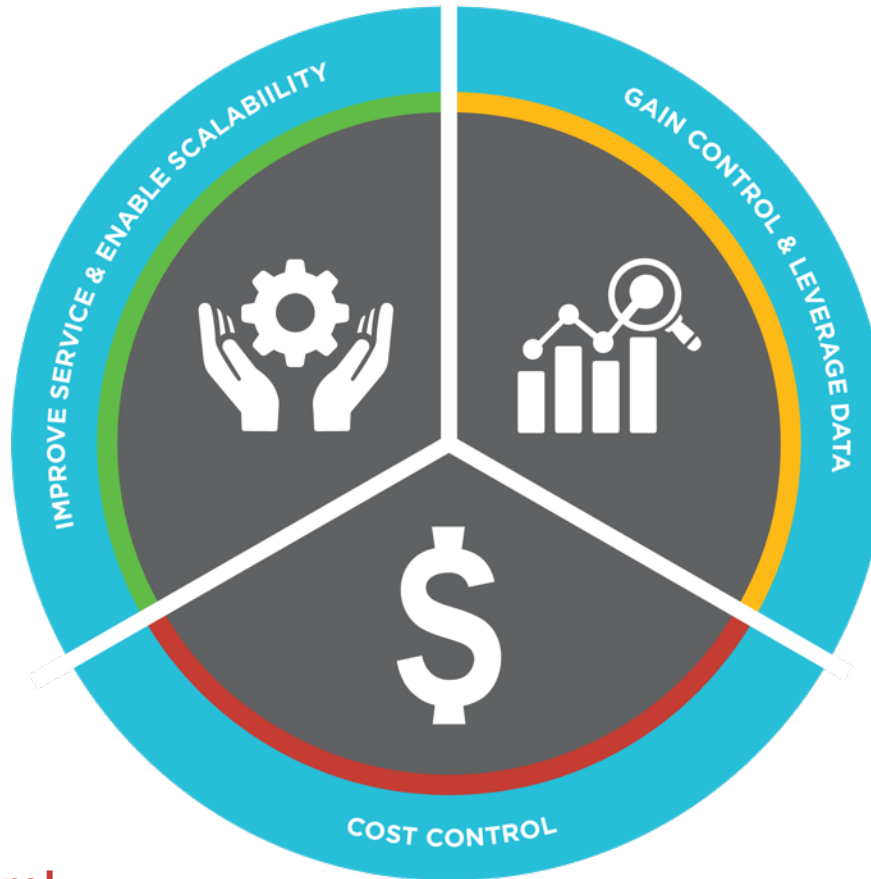 IMPROVE SERVICE & ENABLE SCALABIILITY
GAIN CONTROL & LEVERAGE DATA
$
COST CONTROL